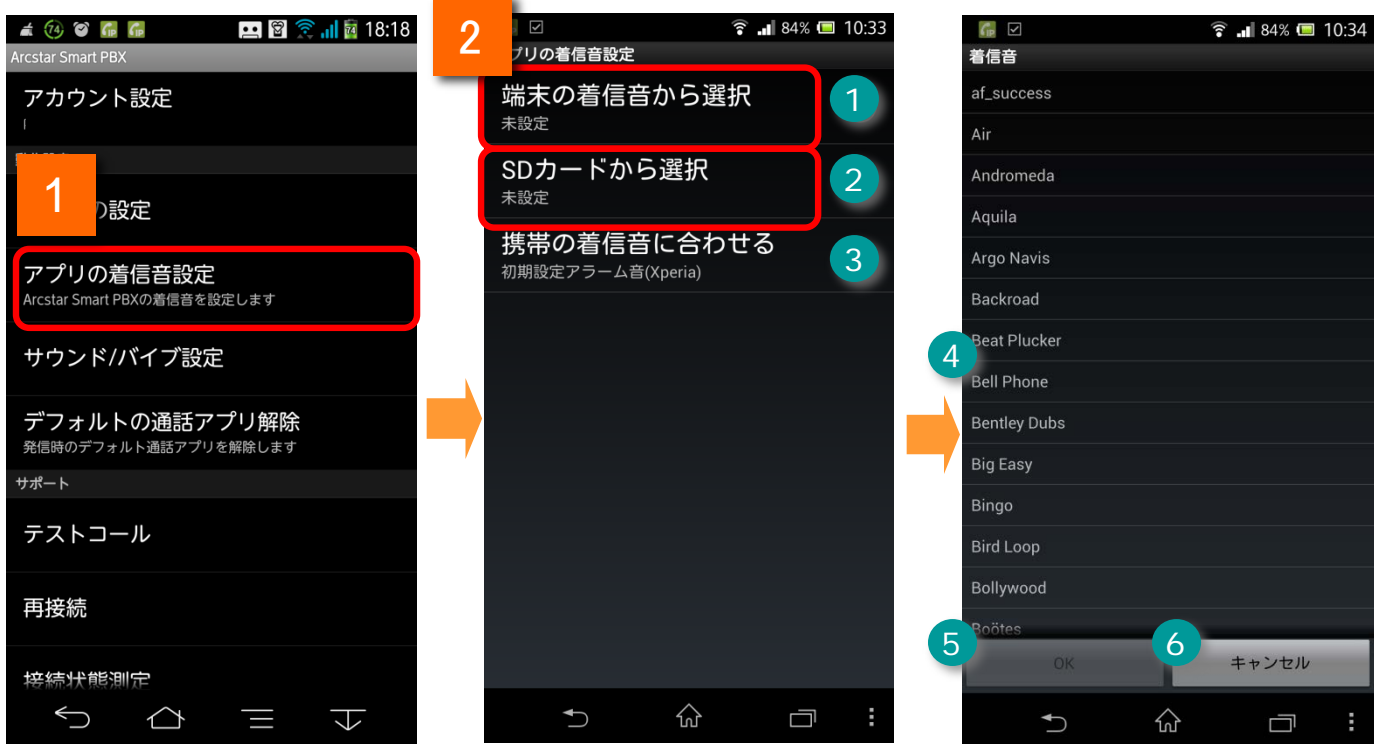 74
74
18:18
Arcstar Smart PBX
アカウント設定
1
の設定
アプリの着信音設定
Arcstar Smart PBXの着信音を設定します
サウンド/バイブ設定
デフォルトの通話アプリ解除
発信時のデフォルト通話アプリを解除します
サポート
テストコール
再接続
接続状態測定
2
84%
10:33
プリの着信音設定
端末の着信音から選択
未設定
1
SDカードから選択
未設定
2
携帯の着信音に合わせる
初期設定アラーム音(Xperia)
3
84%
10:34
着信音
af_success
Air
Andromeda
Aquila
Argo Navis
Backroad
Beat Plucker
4
Bell Phone
Bentley Dubs
Big Easy
Bingo
Bird Loop
Bollywood
Boötes
5
OK
6
キャンセル